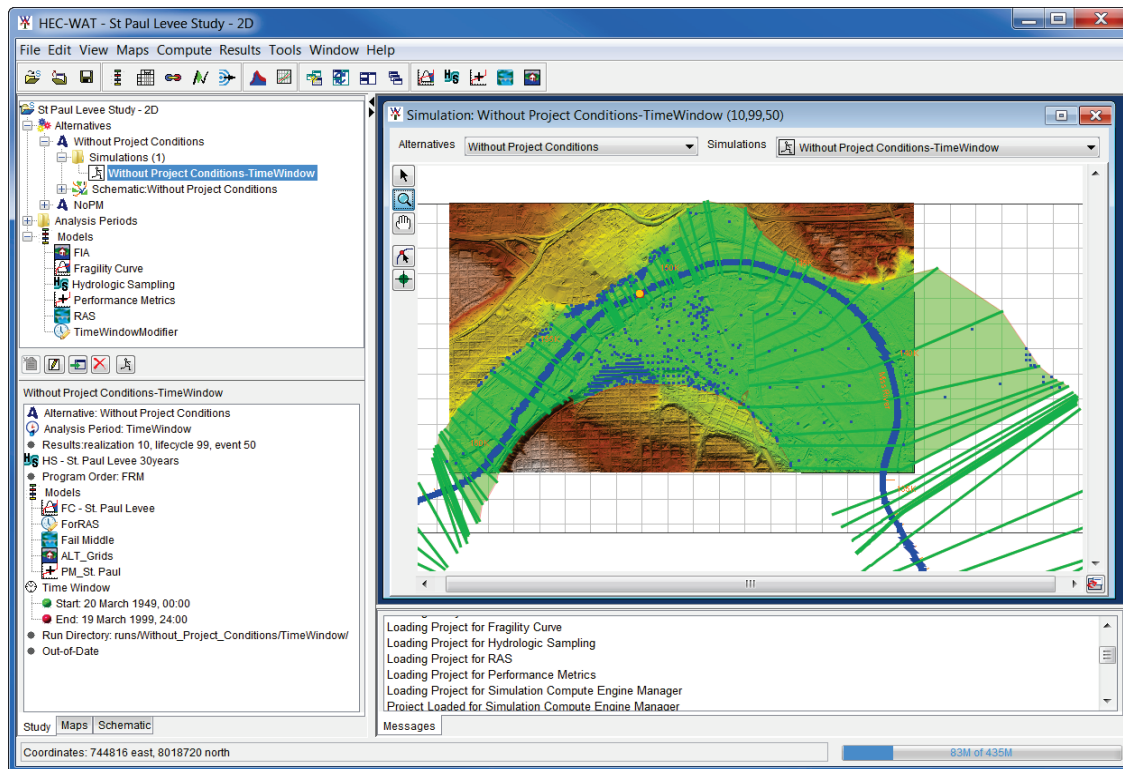 HEC-WAT - St Paul Levee Study - 2D
File Edit View Maps Compute Results Tools Window Help
St Paul Levee Study - 2D
Alternatives
Without Project Conditions
Simulations (1)
Without Project Conditions-TimeWindow
Schematic:Without Project Conditions
NoPM
Analysis Periods
Models
FIA
Fragility Curve
Hydrologic Sampling
Performance Metrics
RAS
TimeWindowModifier
Without Project Conditions-TimeWindow
Alternative: Without Project Conditions
Analysis Period: TimeWindow
Results:realization 10, lifecycle 99, event 50
HS - St. Paul Levee 30years
Program Order: FRM
Models
FC - St. Paul Levee
ForRAS
Fail Middle
ALT_Grids
PM_St. Paul
Time Window
Start: 20 March 1949, 00:00
End: 19 March 1999, 24:00
Run Directory: runs/Without_Project_Conditions/TimeWindow/
Out-of-Date
Study Maps Schematic
Simulation: Without Project Conditions-TimeWindow (10,99,50)
Alternatives Without Project Conditions Simulations Without Project Conditions-TimeWindow
Loading Project for Fragility Curve
Loading Project for Hydrologic Sampling
Loading Project for RAS
Loading Project for Performance Metrics
Loading Project for Simulation Compute Engine Manager
Project Loaded for Simulation Compute Engine Manager
Messages
Coordinates: 744816 east, 8018720 north
83M of 435M